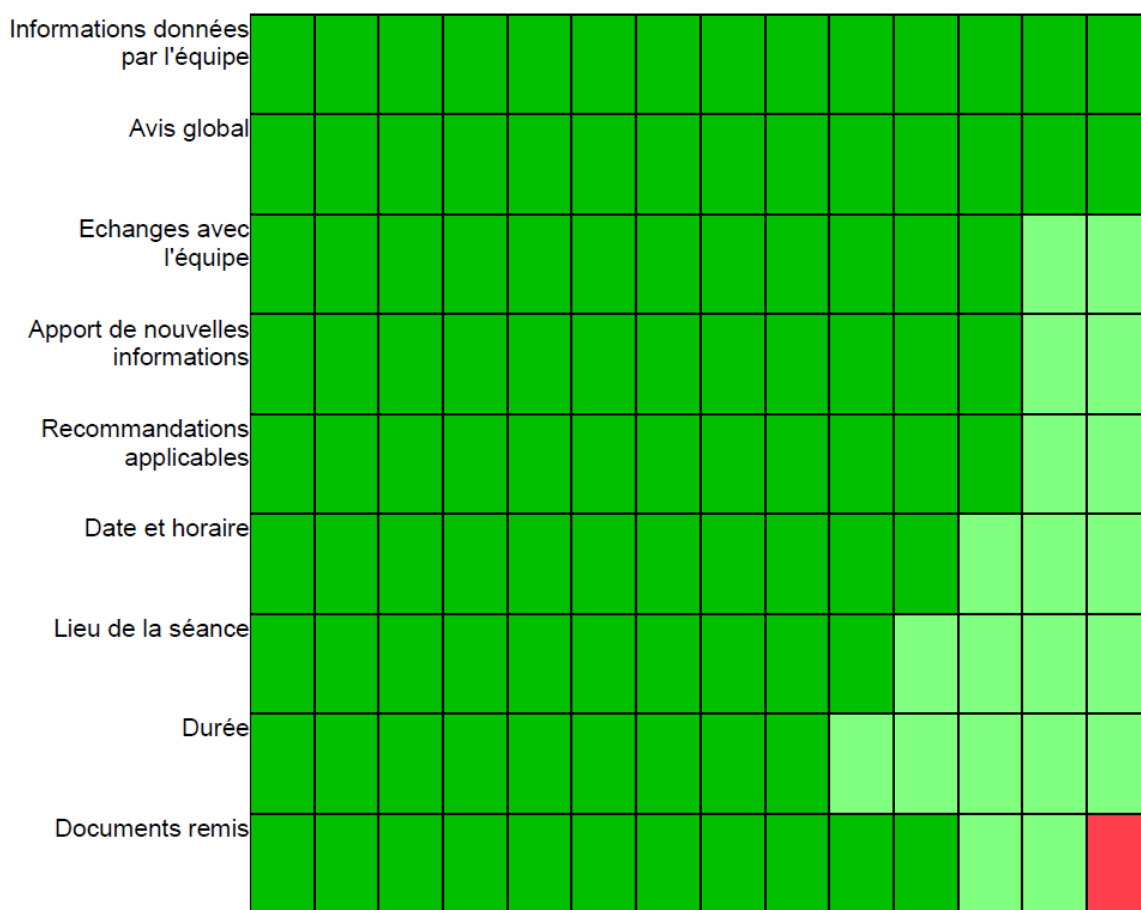 Informations données
par l'équipe
Avis global
Echanges avec
l'équipe
Apport de nouvelles
informations
Recommandations
applicables
Date et horaire
Lieu de la séance
Durée
Documents remis